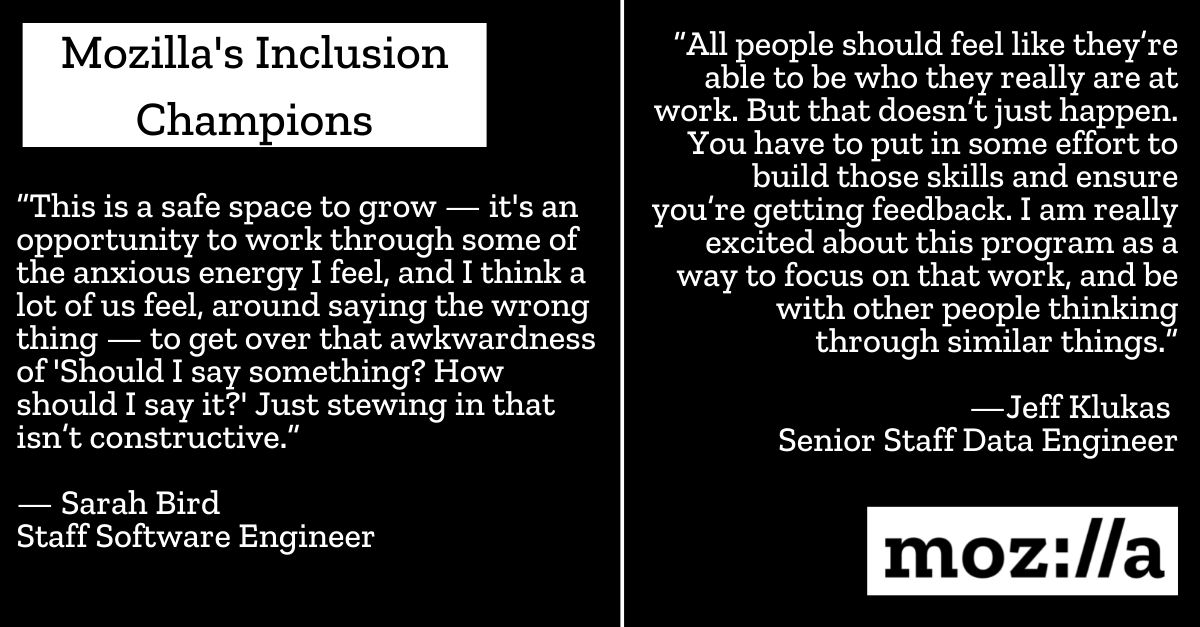 Mozilla's Inclusion
Champions
"This is a safe space to grow — it's an
opportunity to work through some of
the anxious energy I feel, and I think a
lot of us feel, around saying the wrong
thing — to get over that awkwardness
of 'Should I say something? How
should I say it?' Just stewing in that
isn’t constructive.”
— Sarah Bird
Staff Software Engineer
“All people should feel like they’re
able to be who they really are at
work. But that doesn’t just happen.
You have to put in some effort to
build those skills and ensure
you’re getting feedback. I am really
excited about this program as a
way to focus on that work, and be
with other people thinking
through similar things.”
—Jeff Klukas
Senior Staff Data Engineer
moz://a